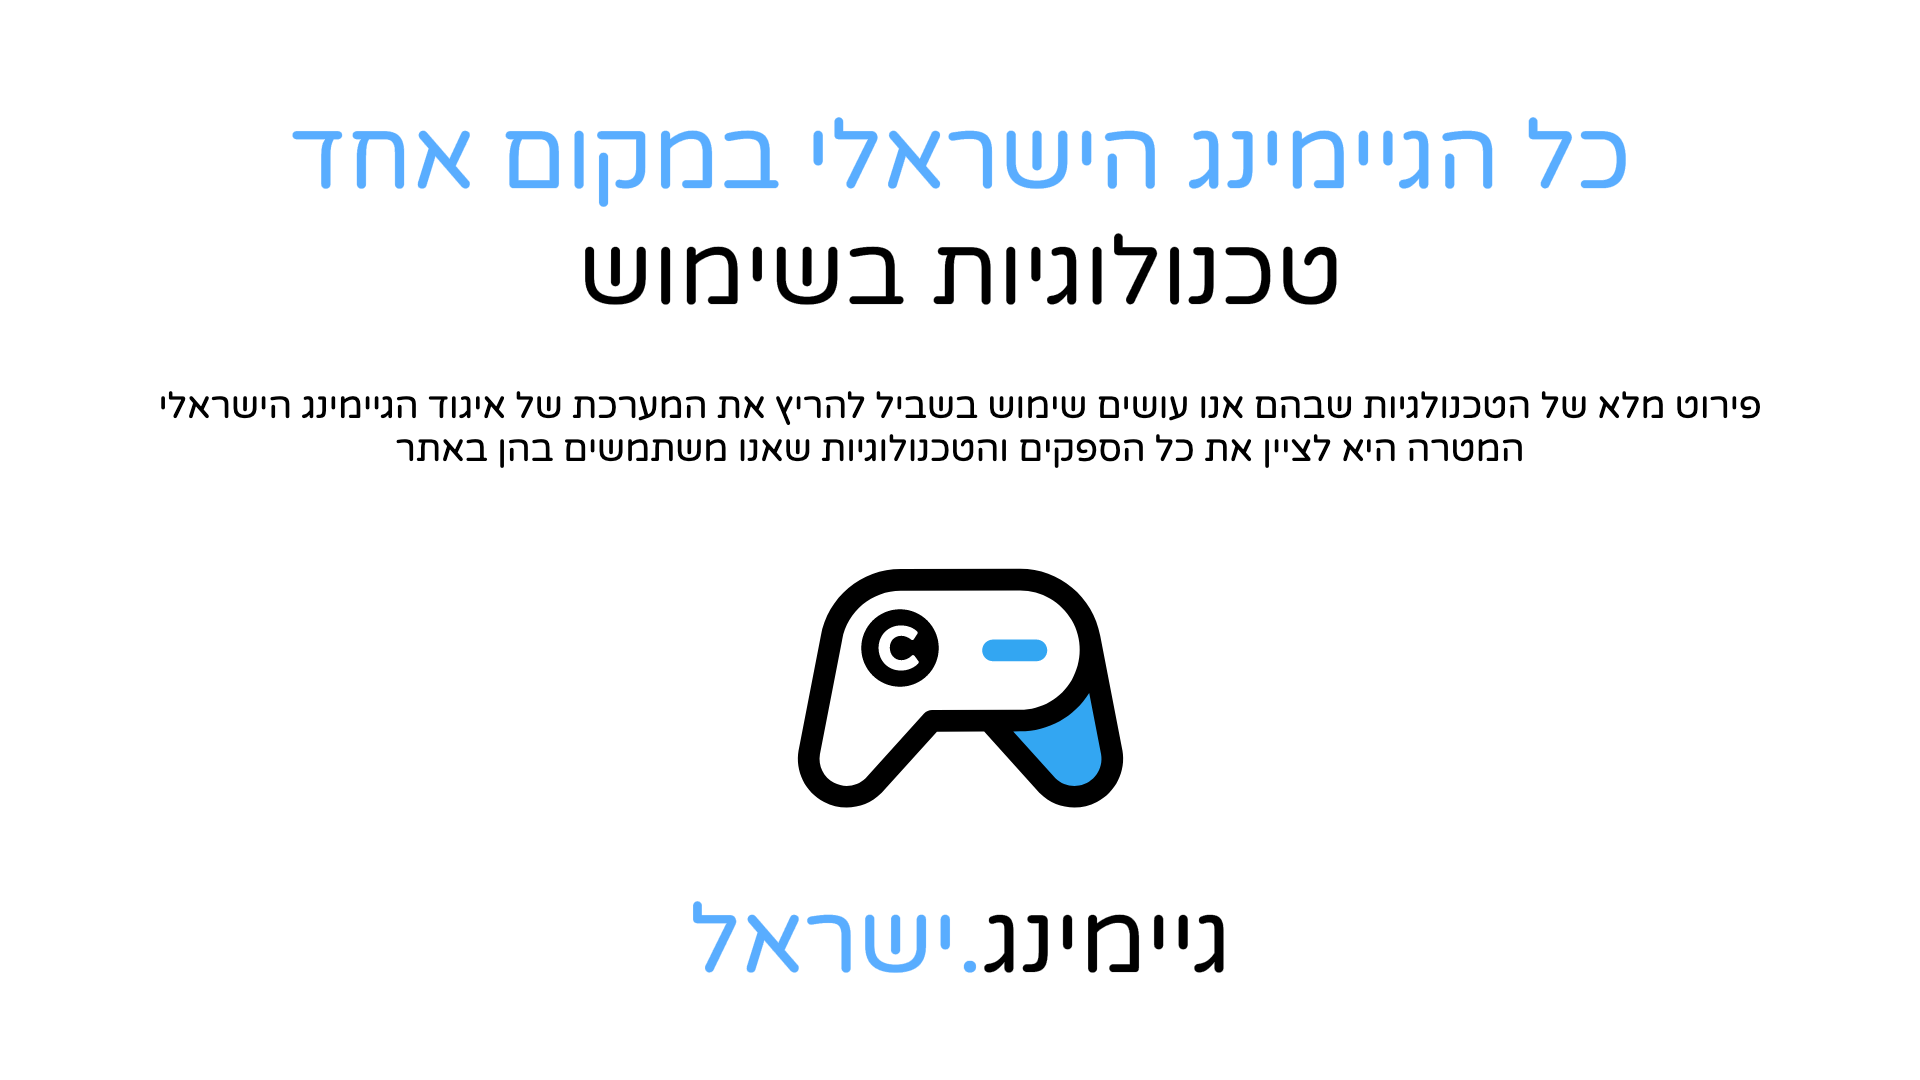 כל הגיימינג הישראלי במקום אחד
טכנולוגיות בשימוש
פירוט מלא של הטכנולגיות שבהם אנו עושים שימוש בשביל להריץ את המערכת של איגוד הגיימינג הישראלי
המטרה היא לציין את כל הספקים והטכנולוגיות שאנו משתמשים בהן באתר
C
גיימינג.ישראל